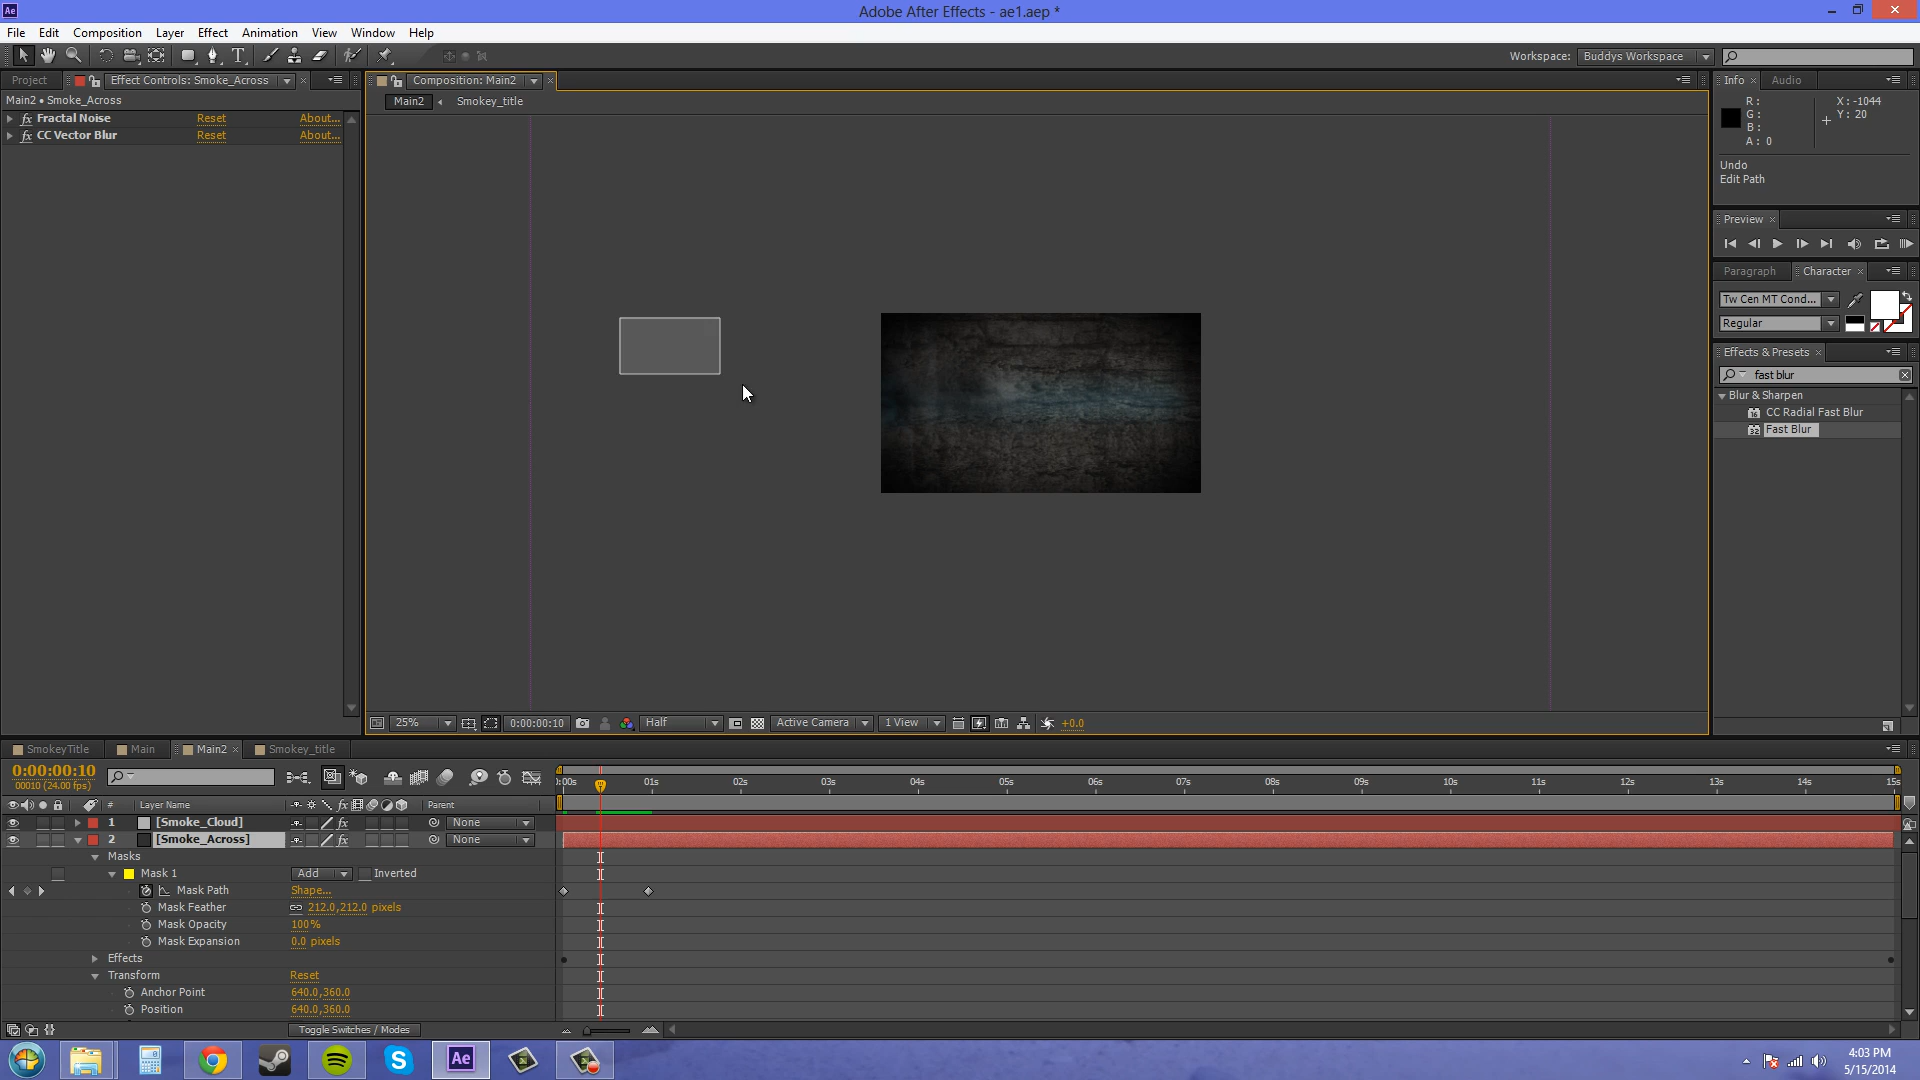 Adobe After Effects - ae1.aep *
File Edit Composition Layer Effect Animation View Window Help
Workspace: Buddys Workspace
Project Effect Controls: Smoke_Across
Main2 • Smoke_Across
fx Fractal Noise Reset About...
fx CC Vector Blur Reset About...
Composition: Main2
Main2 Smokey_title
Info Audio
R:
G:
B:
A: 0
X: -1044
Y: 20
Undo
Edit Path
Preview
Paragraph Character
Tw Cen MT Cond...
Regular
Effects & Presets
fast blur
Blur & Sharpen
CC Radial Fast Blur
Fast Blur
25% 0:00:00:10 Half Active Camera 1 View +0.0
SmokeyTitle Main Main2 Smokey_title
0:00:00:10
00010 (24.00 fps)
:00s 01s 02s 03s 04s 05s 06s 07s 08s 09s 10s 11s 12s 13s 14s 15s
# Layer Name Parent
1 [Smoke_Cloud] fx None
2 [Smoke_Across] fx None
Masks
Mask 1 Add Inverted
Mask Path Shape...
Mask Feather 212.0,212.0 pixels
Mask Opacity 100%
Mask Expansion 0.0 pixels
Effects
Transform Reset
Anchor Point 640.0,360.0
Position 640.0,360.0
Toggle Switches / Modes
Ae
4:03 PM
5/15/2014